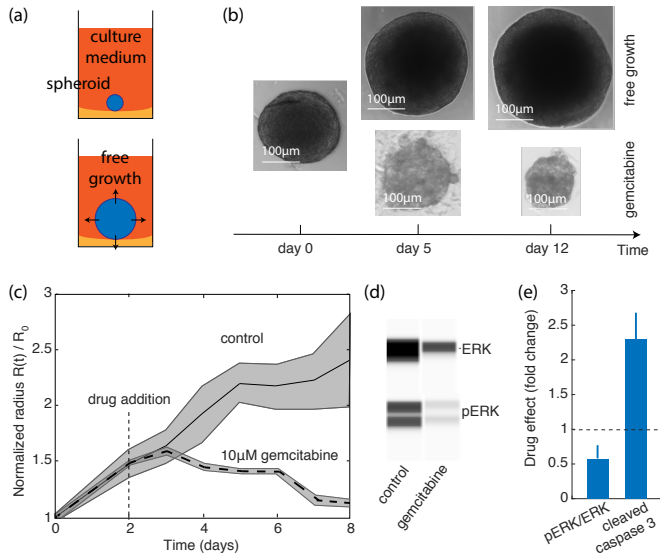 (a)
culture
medium
spheroid
free
growth
(b)
100μm
100μm
100μm
free growth
100μm
100μm
gemcitabine
day 0
day 5
day 12
Time
(c)
Normalized radius R(t) / R0
3
2.5
2
1.5
1
0
2
4
6
8
Time (days)
control
drug addition
10μM gemcitabine
(d)
ERK
pERK
control
gemcitabine
(e)
Drug effect (fold change)
3
2.5
2
1.5
1
0.5
0
pERK/ERK
cleaved
caspase 3